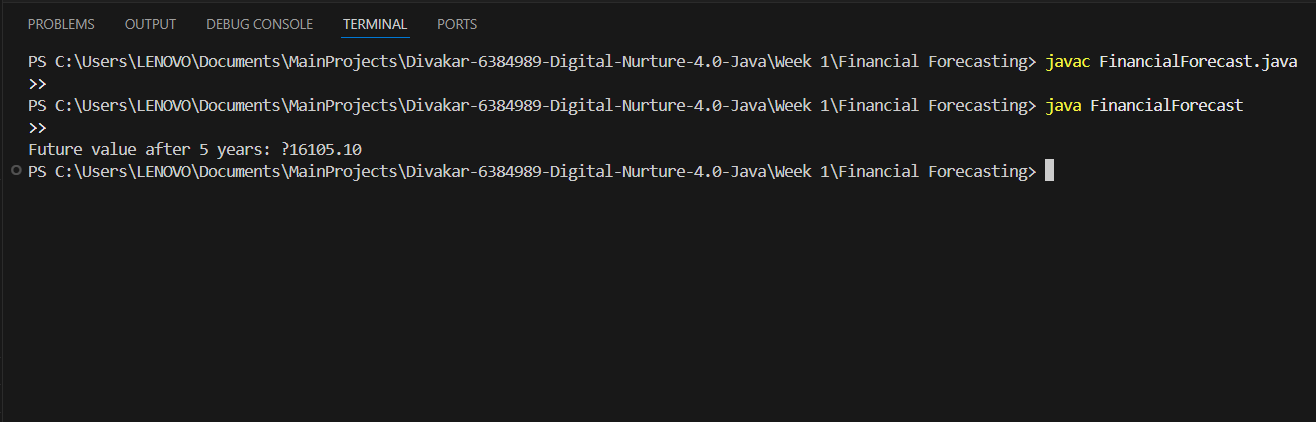 PROBLEMS OUTPUT DEBUG CONSOLE TERMINAL PORTS
PS C:\Users\LENOVO\Documents\MainProjects\Divakar-6384989-Digital-Nurture-4.0-Java\Week 1\Financial Forecasting> javac FinancialForecast.java
>>
PS C:\Users\LENOVO\Documents\MainProjects\Divakar-6384989-Digital-Nurture-4.0-Java\Week 1\Financial Forecasting> java FinancialForecast
>>
Future value after 5 years: ?16105.10
PS C:\Users\LENOVO\Documents\MainProjects\Divakar-6384989-Digital-Nurture-4.0-Java\Week 1\Financial Forecasting>